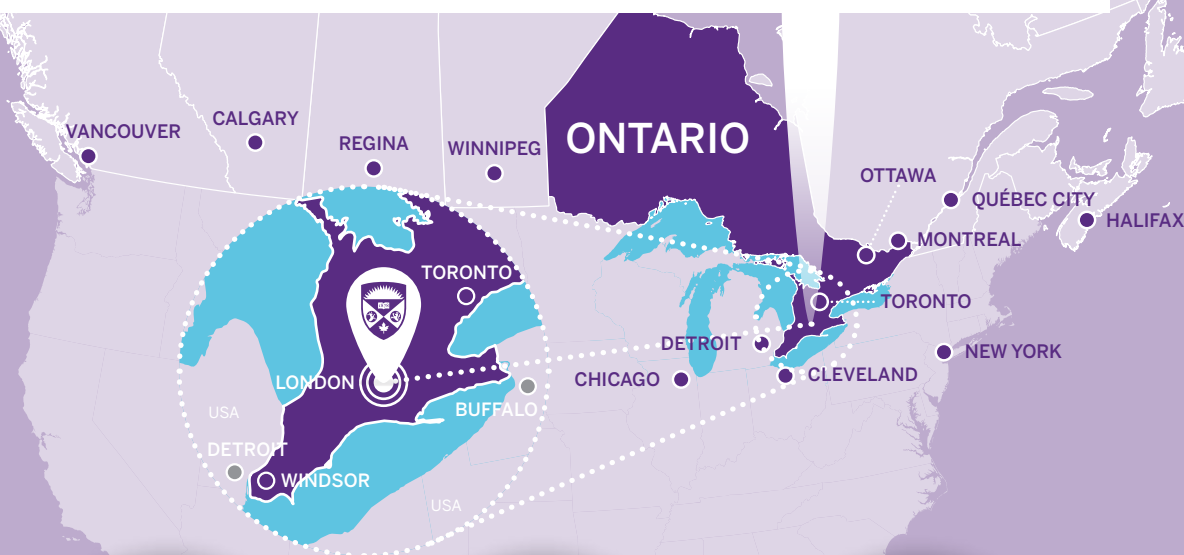 VANCOUVER
CALGARY
REGINA
WINNIPEG
ONTARIO
OTTAWA
QUÉBEC CITY
HALIFAX
MONTREAL
TORONTO
DETROIT
NEW YORK
CHICAGO
CLEVELAND
TORONTO
LONDON
BUFFALO
USA
DETROIT
WINDSOR
USA